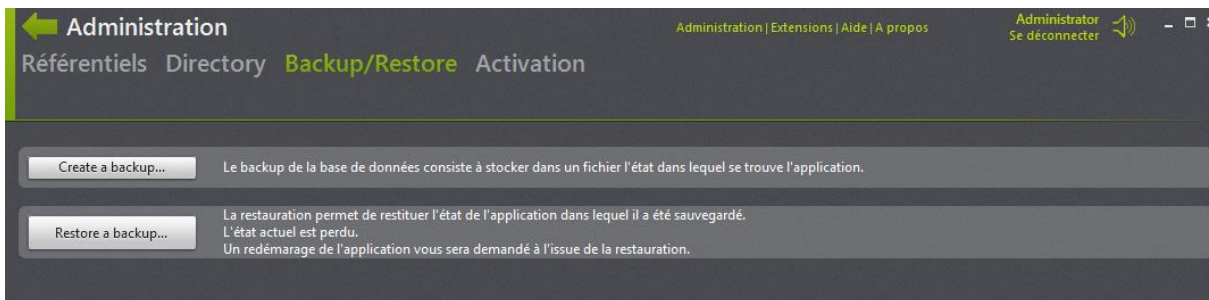 Administration
Administration | Extensions | Aide | A propos
Administrator
Se déconnecter
Référentiels Directory Backup/Restore Activation
Create a backup...
Le backup de la base de données consiste à stocker dans un fichier l'état dans lequel se trouve l'application.
Restore a backup...
La restauration permet de restituer l'état de l'application dans lequel il a été sauvegardé.
L'état actuel est perdu.
Un redémarage de l'application vous sera demandé à l'issue de la restauration.